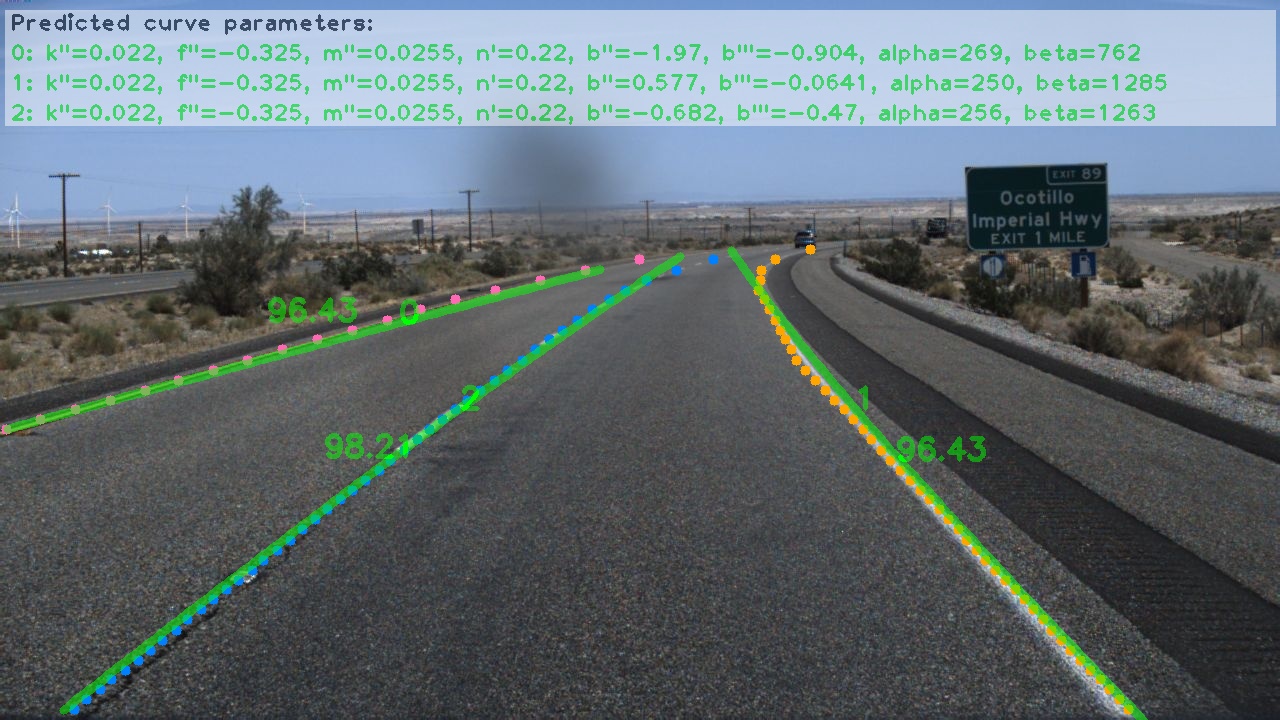 Predicted curve parameters:
0: k''=0.022, f''=−0.325, m''=0.0255, n'=0.22, b''=−1.97, b'''=−0.904, alpha=269, beta=762
1: k''=0.022, f''=−0.325, m''=0.0255, n'=0.22, b''=0.577, b'''=−0.0641, alpha=250, beta=1285
2: k''=0.022, f''=−0.325, m''=0.0255, n'=0.22, b''=−0.682, b'''=−0.47, alpha=256, beta=1263
EXIT 89
Ocotillo
Imperial Hwy
EXIT 1 MILE
96.43 0
2
1
98.21
96.43